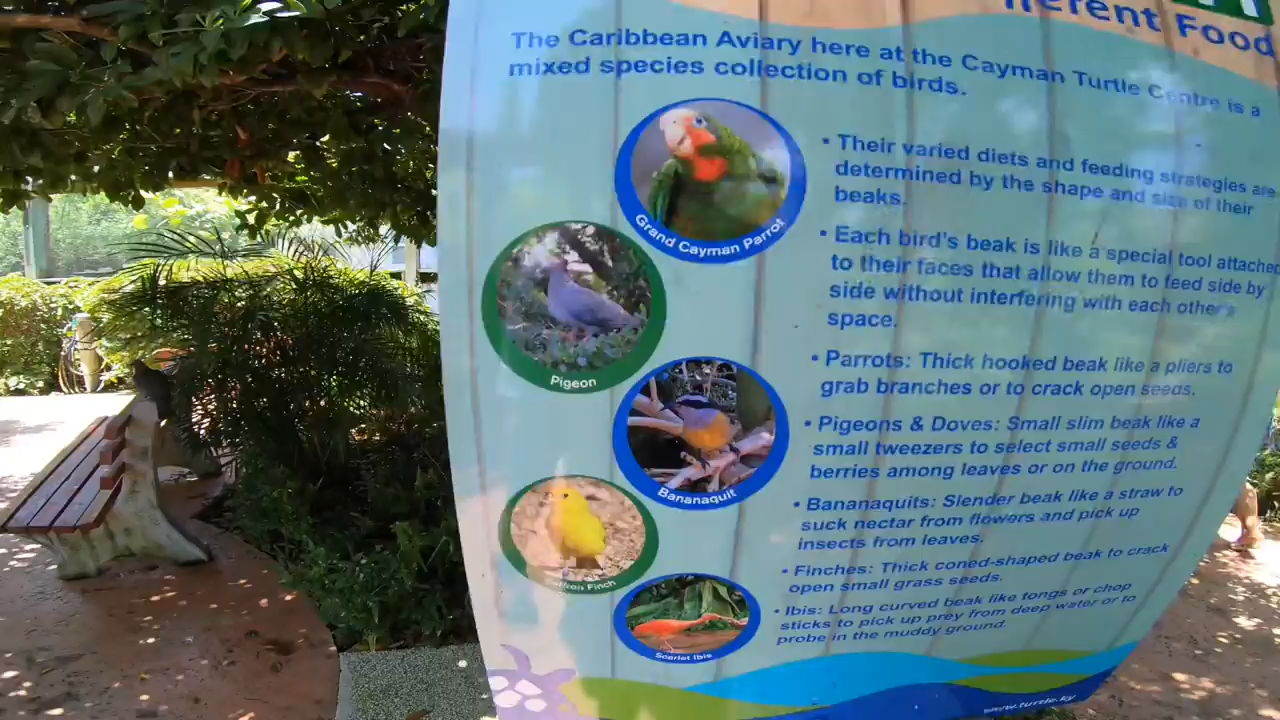 Food
The Caribbean Aviary here at the Cayman Turtle Centre is a
mixed species collection of birds.
Grand Cayman Parrot
• Their varied diets and feeding strategies are
determined by the shape and size of their
beaks.
• Each bird's beak is like a special tool attached
to their faces that allow them to feed side by
side without interfering with each other's
space.
Pigeon
• Parrots: Thick hooked beak like a pliers to
grab branches or to crack open seeds.
• Pigeons & Doves: Small slim beak like a
small tweezers to select small seeds &
berries among leaves or on the ground.
Bananaquit
• Bananaquits: Slender beak like a straw to
suck nectar from flowers and pick up
insects from leaves.
Finch
• Finches: Thick coned-shaped beak to crack
open small grass seeds.
• Ibis: Long curved beak like tongs or chop
sticks to pick up prey from deep water or to
probe in the muddy ground.
Scarlet Ibis
www.turtle.ky